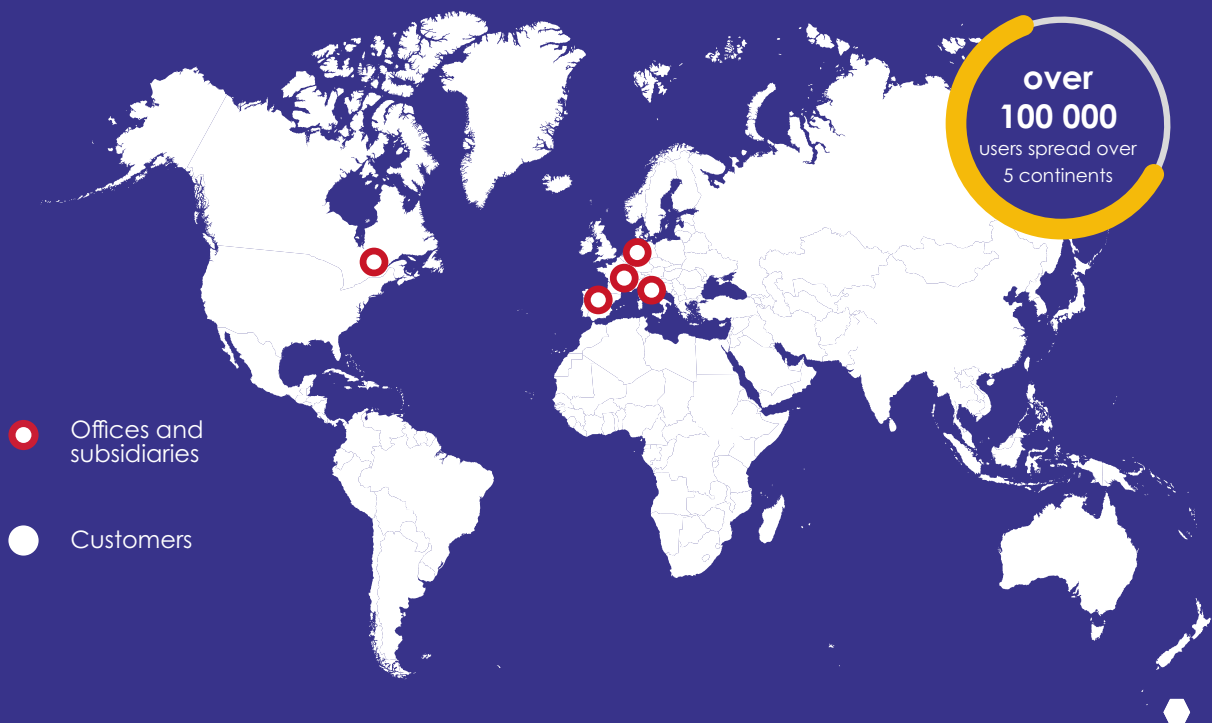 over
100 000
users spread over
5 continents
Offices and
subsidiaries
Customers